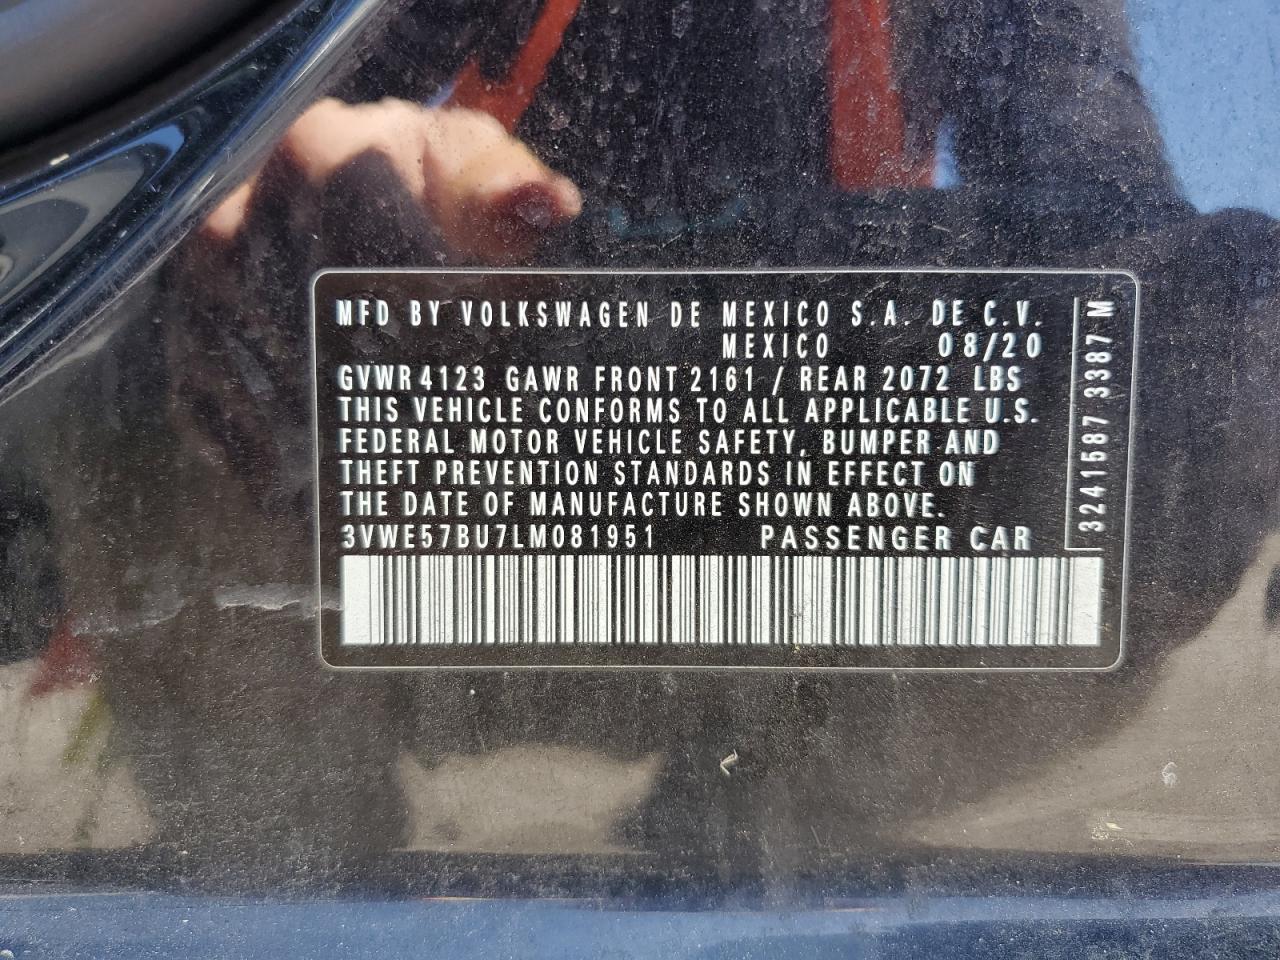 MFD BY VOLKSWAGEN DE MEXICO S.A. DE C.V.
MEXICO 08/20
GVWR 4123 GAWR FRONT 2161 / REAR 2072 LBS
THIS VEHICLE CONFORMS TO ALL APPLICABLE U.S.
FEDERAL MOTOR VEHICLE SAFETY, BUMPER AND
THEFT PREVENTION STANDARDS IN EFFECT ON
THE DATE OF MANUFACTURE SHOWN ABOVE.
3VWE57BU7LM081951 PASSENGER CAR
3241587 3387 M